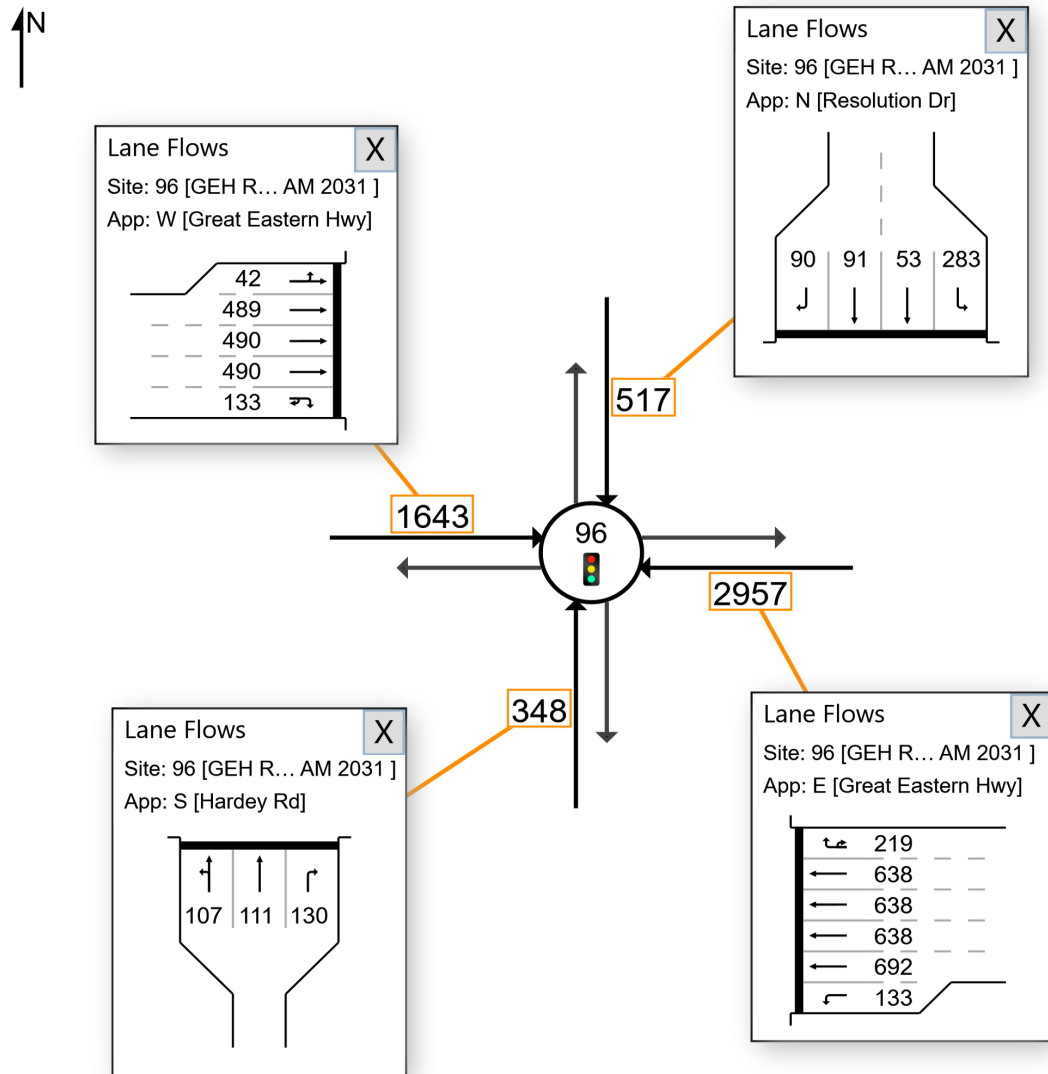 N
Lane Flows
X
Site: 96 [GEH R... AM 2031 ]
App: N [Resolution Dr]
90 91 53 283
Lane Flows
X
Site: 96 [GEH R... AM 2031 ]
App: W [Great Eastern Hwy]
42
489
490
490
133
517
1643
96
2957
348
Lane Flows
X
Site: 96 [GEH R... AM 2031 ]
App: S [Hardey Rd]
107 111 130
Lane Flows
X
Site: 96 [GEH R... AM 2031 ]
App: E [Great Eastern Hwy]
219
638
638
638
692
133